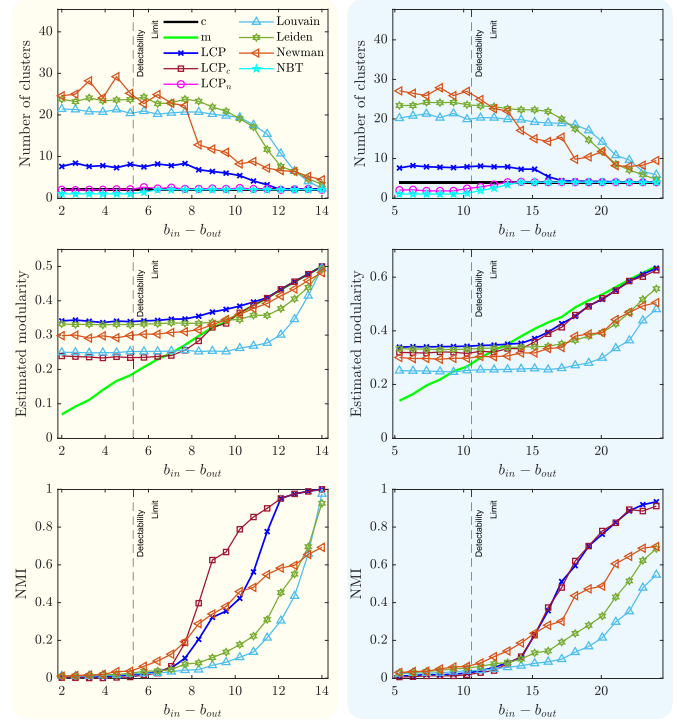 Number of clusters
40
30
20
10
0
2 4 6 8 10 12 14
b_in − b_out
Detectability
Limit
c
m
LCP
LCP_c
LCP_n
Louvain
Leiden
Newman
NBT
Number of clusters
40
30
20
10
0
5 10 15 20
b_in − b_out
Detectability
Limit
Estimated modularity
0.5
0.4
0.3
0.2
0.1
0
2 4 6 8 10 12 14
b_in − b_out
Detectability
Limit
Estimated modularity
0.6
0.4
0.2
0
5 10 15 20
b_in − b_out
Detectability
Limit
NMI
1
0.8
0.6
0.4
0.2
0
2 4 6 8 10 12 14
b_in − b_out
Detectability
Limit
NMI
1
0.8
0.6
0.4
0.2
0
5 10 15 20
b_in − b_out
Detectability
Limit